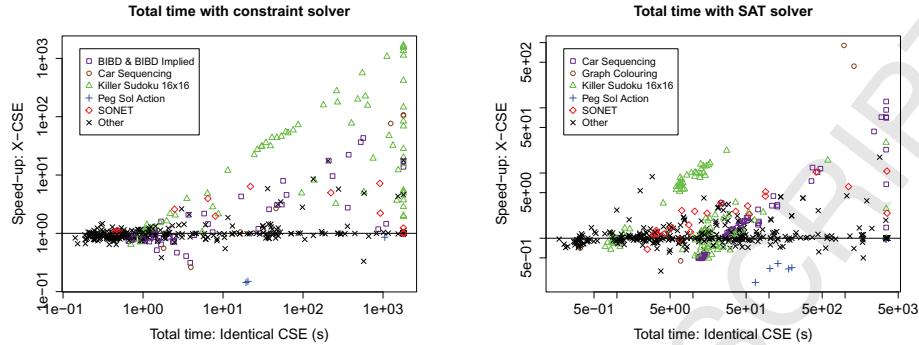 Total time with constraint solver
Speed-up: X-CSE
1e+03
1e+02
1e+01
1e+00
1e-01
BIBD & BIBD Implied
Car Sequencing
Killer Sudoku 16x16
Peg Sol Action
SONET
Other
1e-01 1e+00 1e+01 1e+02 1e+03
Total time: Identical CSE (s)
Total time with SAT solver
Speed-up: X-CSE
5e+02
5e+01
5e+00
5e-01
Car Sequencing
Graph Colouring
Killer Sudoku 16x16
Peg Sol Action
SONET
Other
5e-01 5e+00 5e+01 5e+02 5e+03
Total time: Identical CSE (s)
SCRIPT